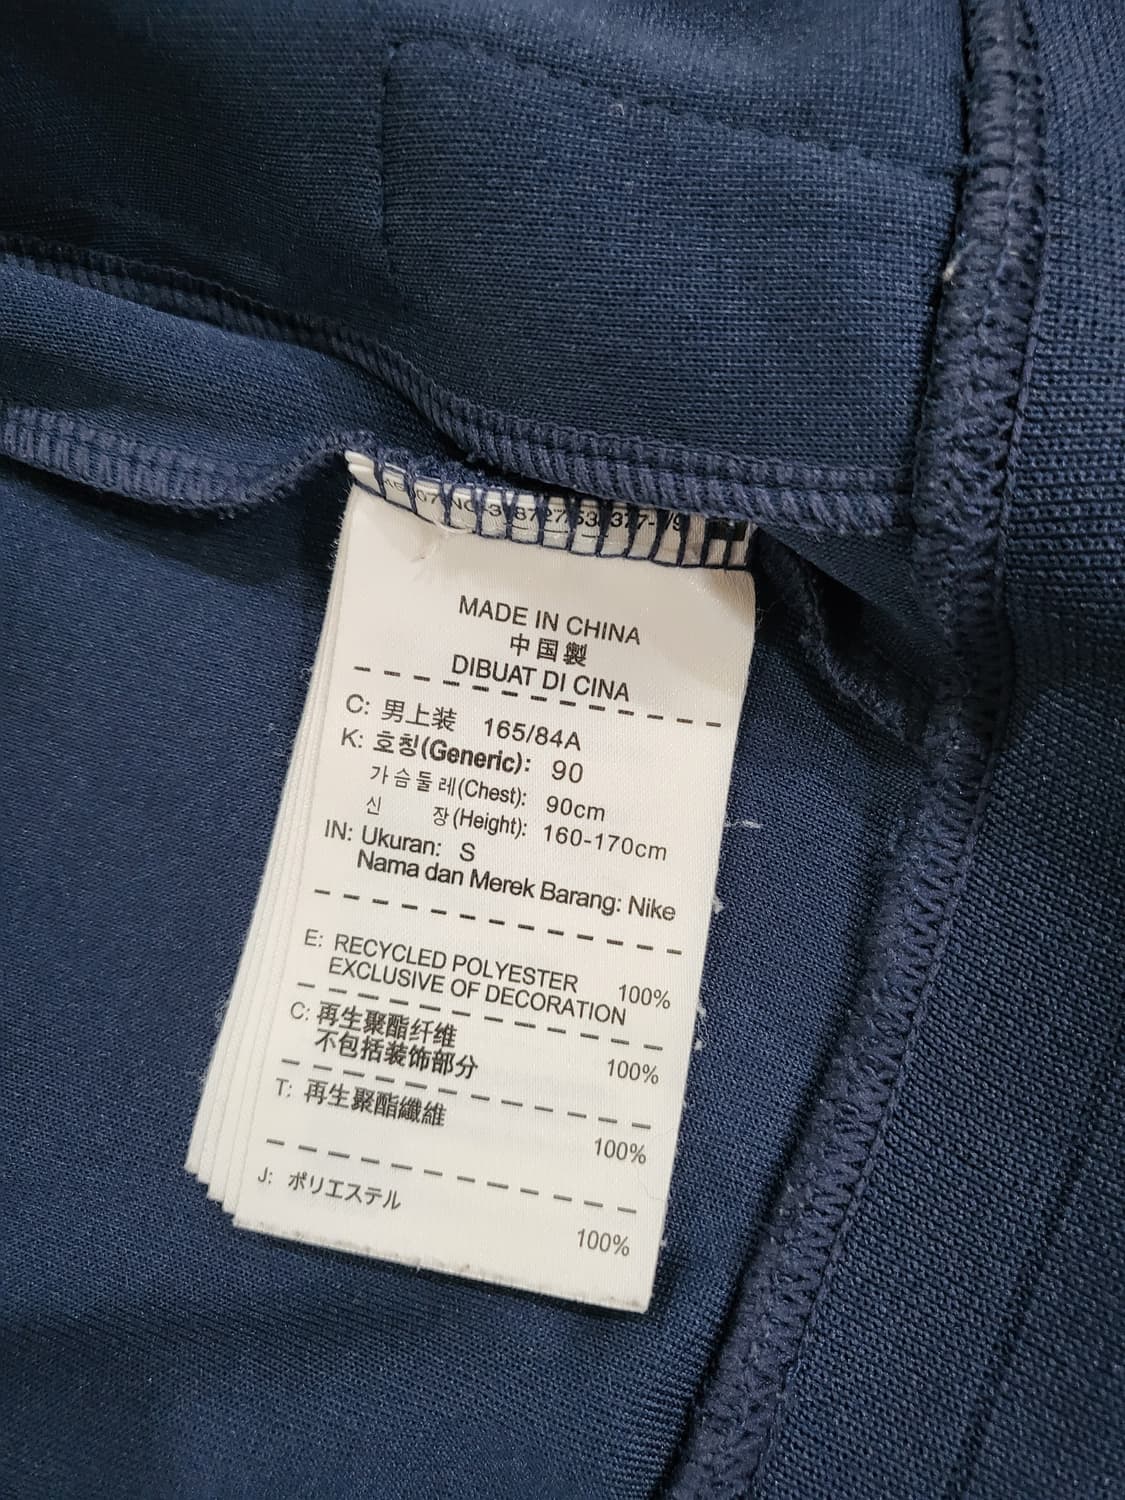 MADE IN CHINA
中国製
DIBUAT DI CINA
C: 男上装 165/84A
K: 호칭(Generic): 90
가슴둘레(Chest): 90cm
신 장(Height): 160-170cm
IN: Ukuran: S
Nama dan Merek Barang: Nike
E: RECYCLED POLYESTER 100%
EXCLUSIVE OF DECORATION
C: 再生聚酯纤维
不包括装饰部分 100%
T: 再生聚酯纖維
100%
J: ポリエステル
100%